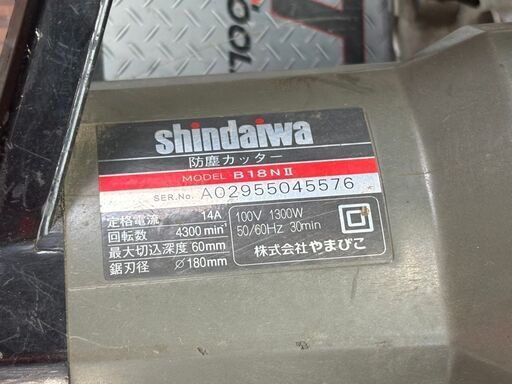 OOL
shindaiwa
防塵カッター
MODEL B18NⅡ
SER.No. A02955045576
定格電流 14A
回転数 4300 min⁻¹
最大切込深度 60mm
鋸刃径 ⌀180mm
100V 1300W
50/60Hz 30min
株式会社やまびこ